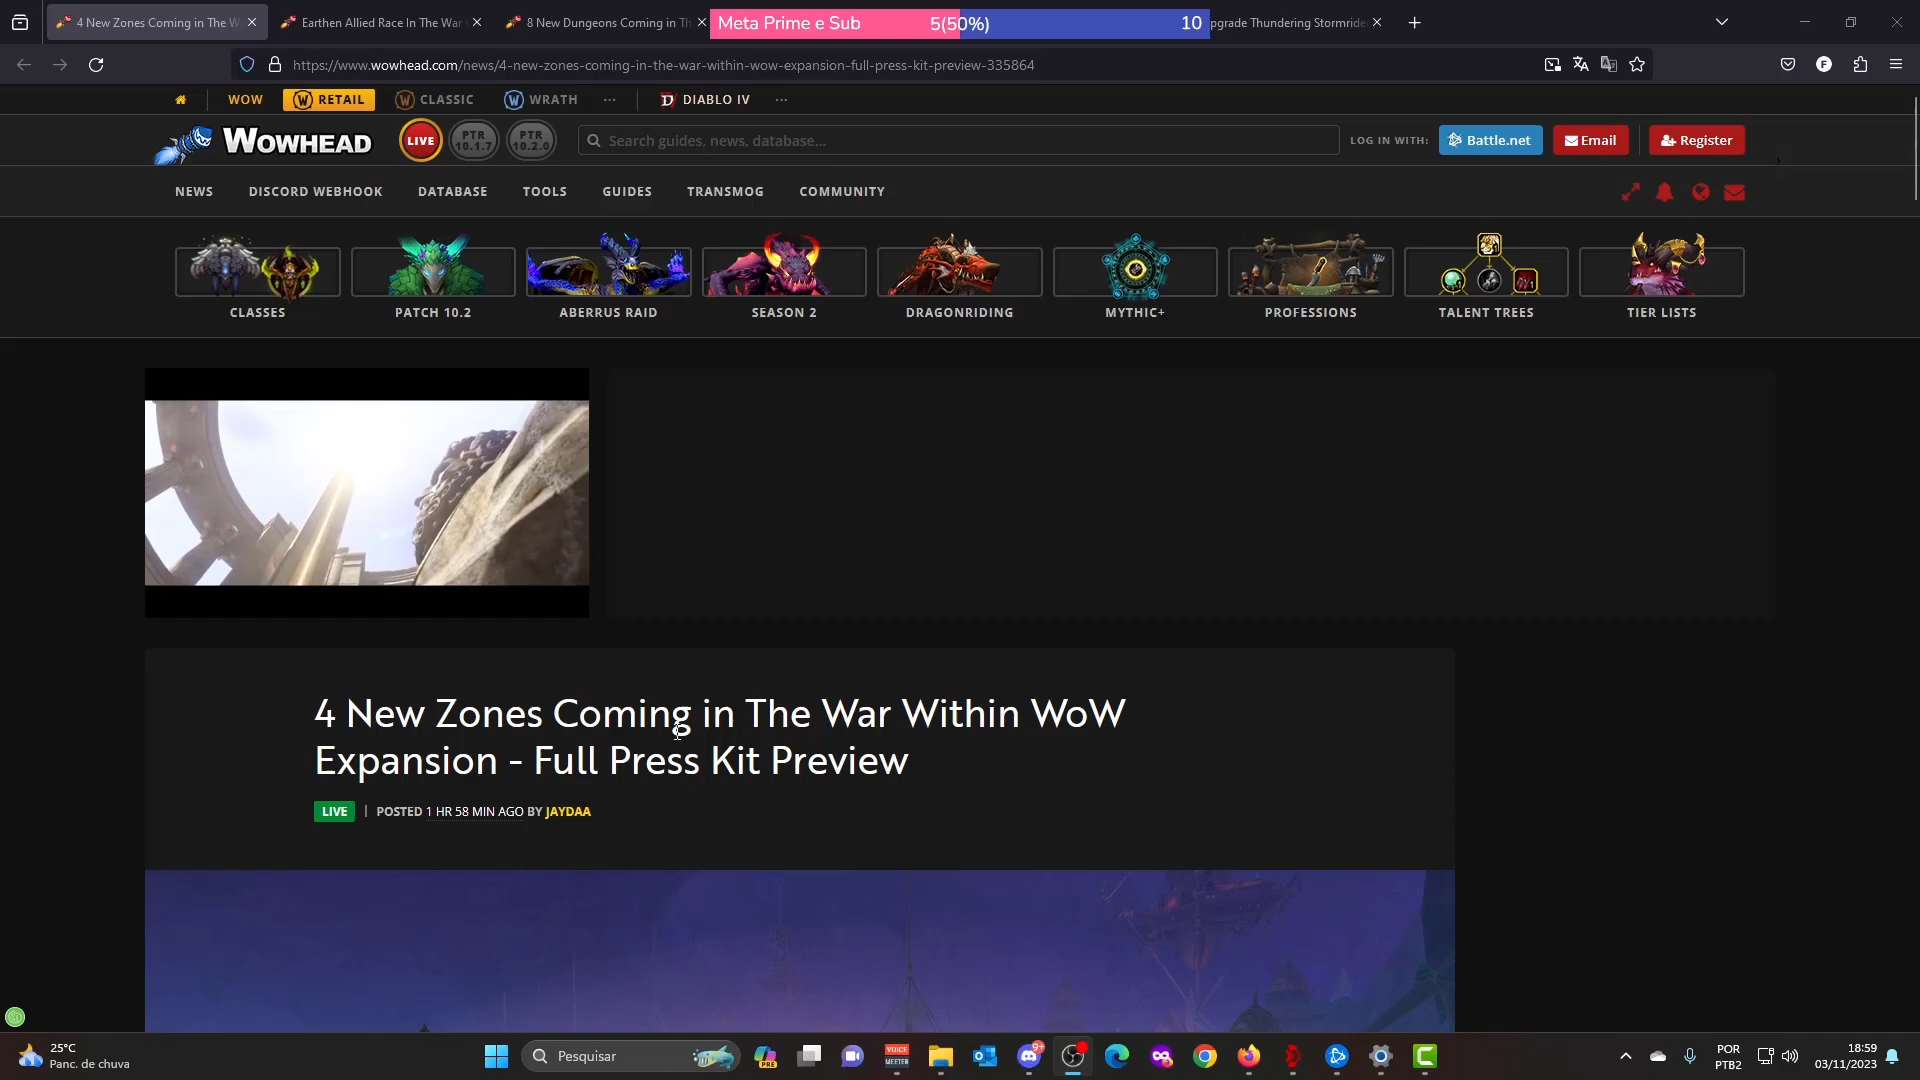 4 New Zones Coming in The W
Earthen Allied Race In The War
8 New Dungeons Coming in Th
Meta Prime e Sub 5(50%) 10
pgrade Thundering Stormride
https://www.wowhead.com/news/4-new-zones-coming-in-the-war-within-wow-expansion-full-press-kit-preview-335864
WOW RETAIL CLASSIC WRATH ... DIABLO IV ...
WOWHEAD
LIVE
PTR 10.1.7
PTR 10.2.0
Search guides, news, database...
LOG IN WITH: Battle.net Email Register
NEWS DISCORD WEBHOOK DATABASE TOOLS GUIDES TRANSMOG COMMUNITY
CLASSES PATCH 10.2 ABERRUS RAID SEASON 2 DRAGONRIDING MYTHIC+ PROFESSIONS TALENT TREES TIER LISTS
4 New Zones Coming in The War Within WoW
Expansion - Full Press Kit Preview
LIVE | POSTED 1 HR 58 MIN AGO BY JAYDAA
25°C
Panc. de chuva
Pesquisar
PRE
VOICE
MEETER
9+
POR
PTB2
18:59
03/11/2023